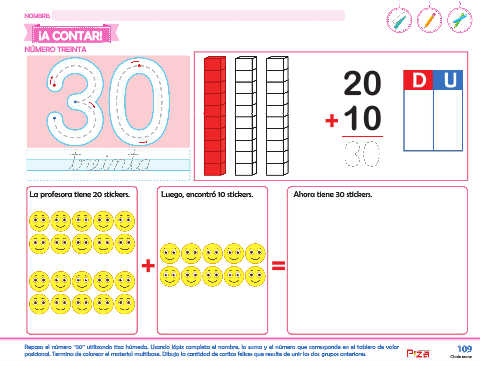 NOMBRE:
¡A CONTAR!
NÚMERO TREINTA
30
treinta
20
+ 10
30
D U
La profesora tiene 20 stickers.
+
Luego, encontró 10 stickers.
=
Ahora tiene 30 stickers.
Repasa el número "30" utilizando tiza húmeda. Usando lápiz completa el nombre, la suma y el número que corresponde en el tablero de valor
posicional. Termina de colorear el material multibase. Dibuja la cantidad de caritas felices que resulte de unir los dos grupos anteriores.
109